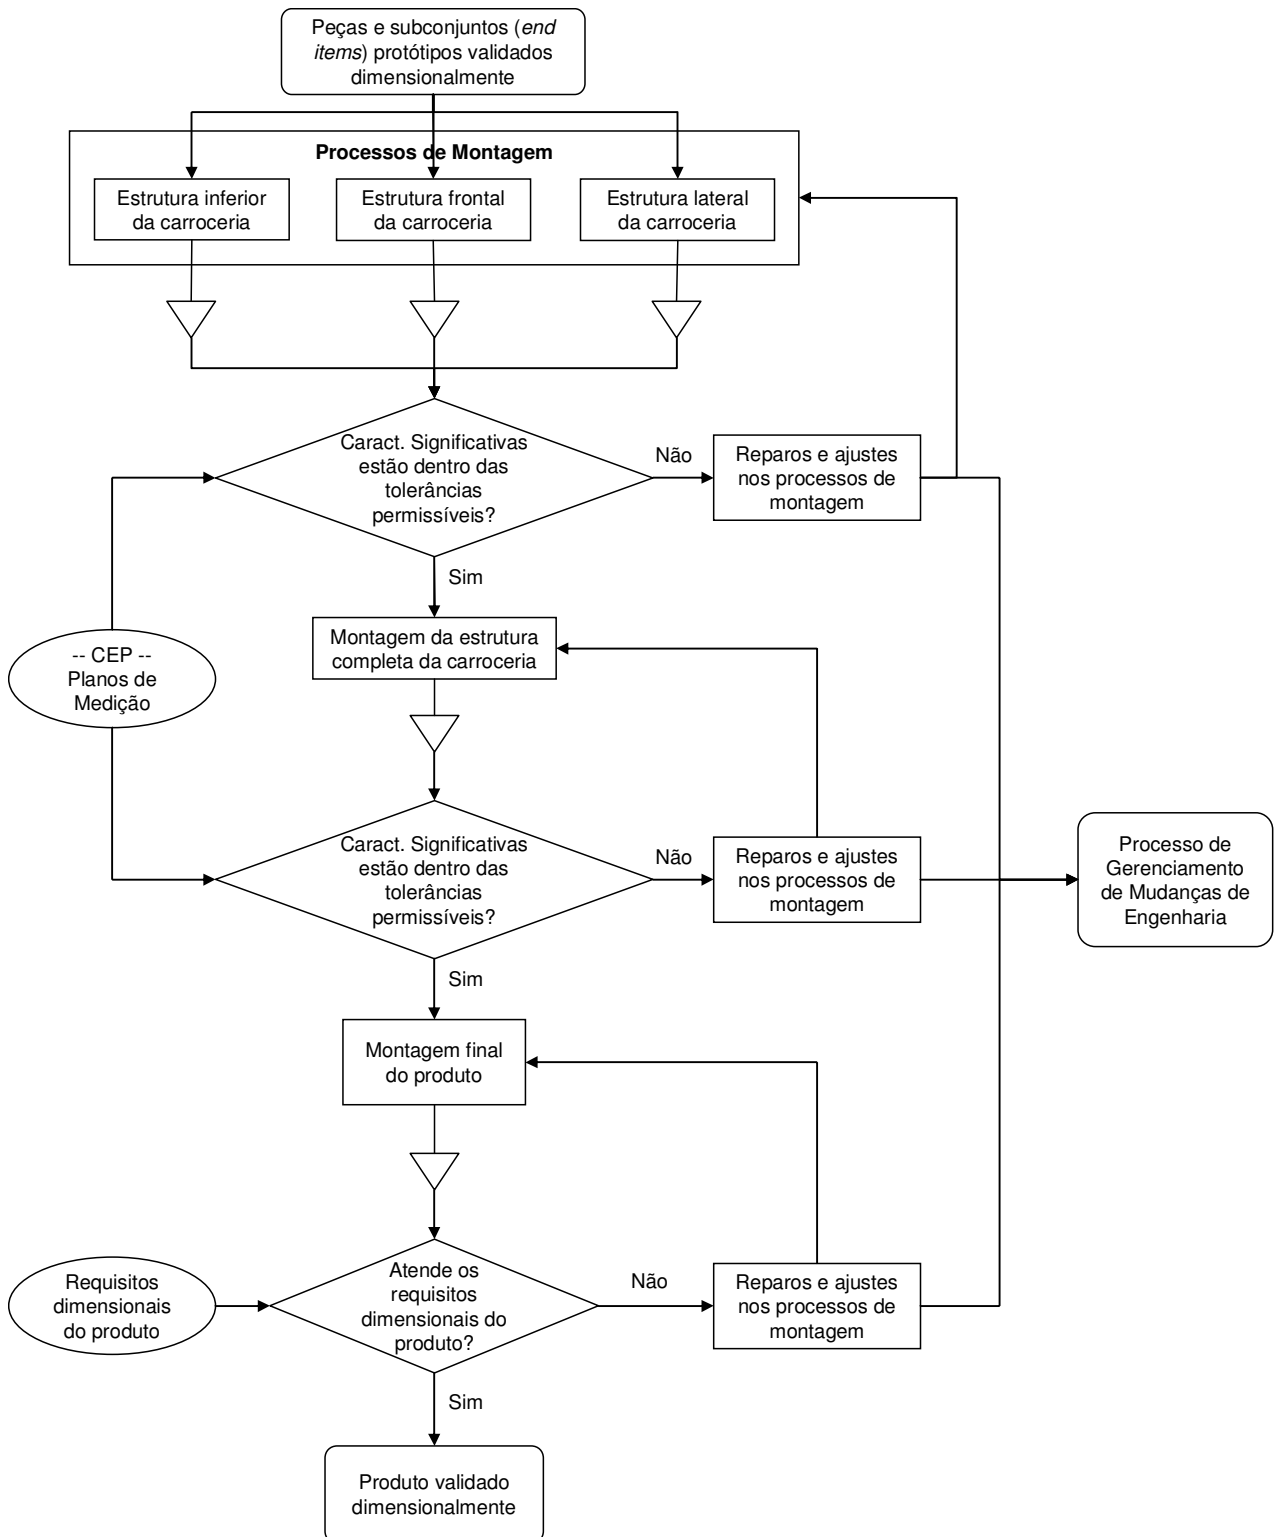 Peças e subconjuntos (end
items) protótipos validados
dimensionalmente
Processos de Montagem
Estrutura inferior
da carroceria
Estrutura frontal
da carroceria
Estrutura lateral
da carroceria
Caract. Significativas
estão dentro das
tolerâncias
permissíveis?
Não
Reparos e ajustes
nos processos de
montagem
Sim
Montagem da estrutura
completa da carroceria
-- CEP --
Planos de
Medição
Caract. Significativas
estão dentro das
tolerâncias
permissíveis?
Não
Reparos e ajustes
nos processos de
montagem
Processo de
Gerenciamento
de Mudanças de
Engenharia
Sim
Montagem final
do produto
Requisitos
dimensionais
do produto
Atende os
requisitos
dimensionais do
produto?
Não
Reparos e ajustes
nos processos de
montagem
Sim
Produto validado
dimensionalmente